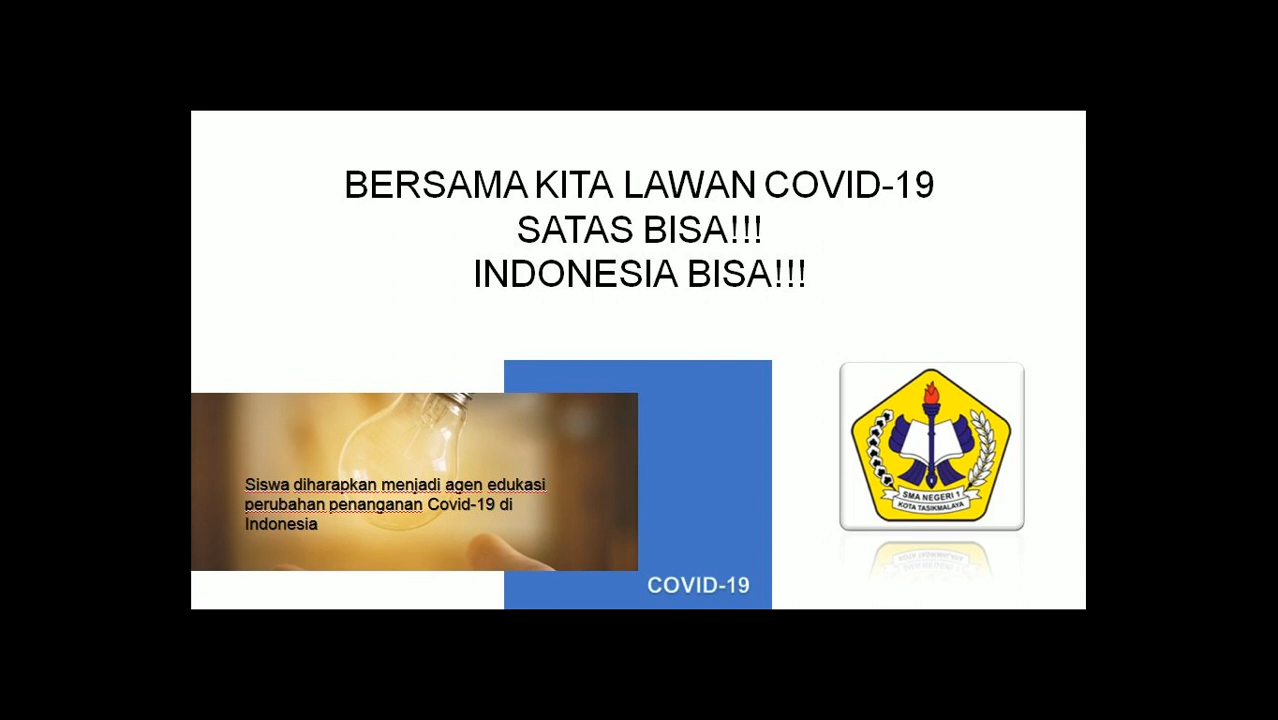 BERSAMA KITA LAWAN COVID-19
SATAS BISA!!!
INDONESIA BISA!!!
Siswa diharapkan menjadi agen edukasi
perubahan penanganan Covid-19 di
Indonesia
COVID-19
SMA NEGERI 1
KOTA TASIKMALAYA